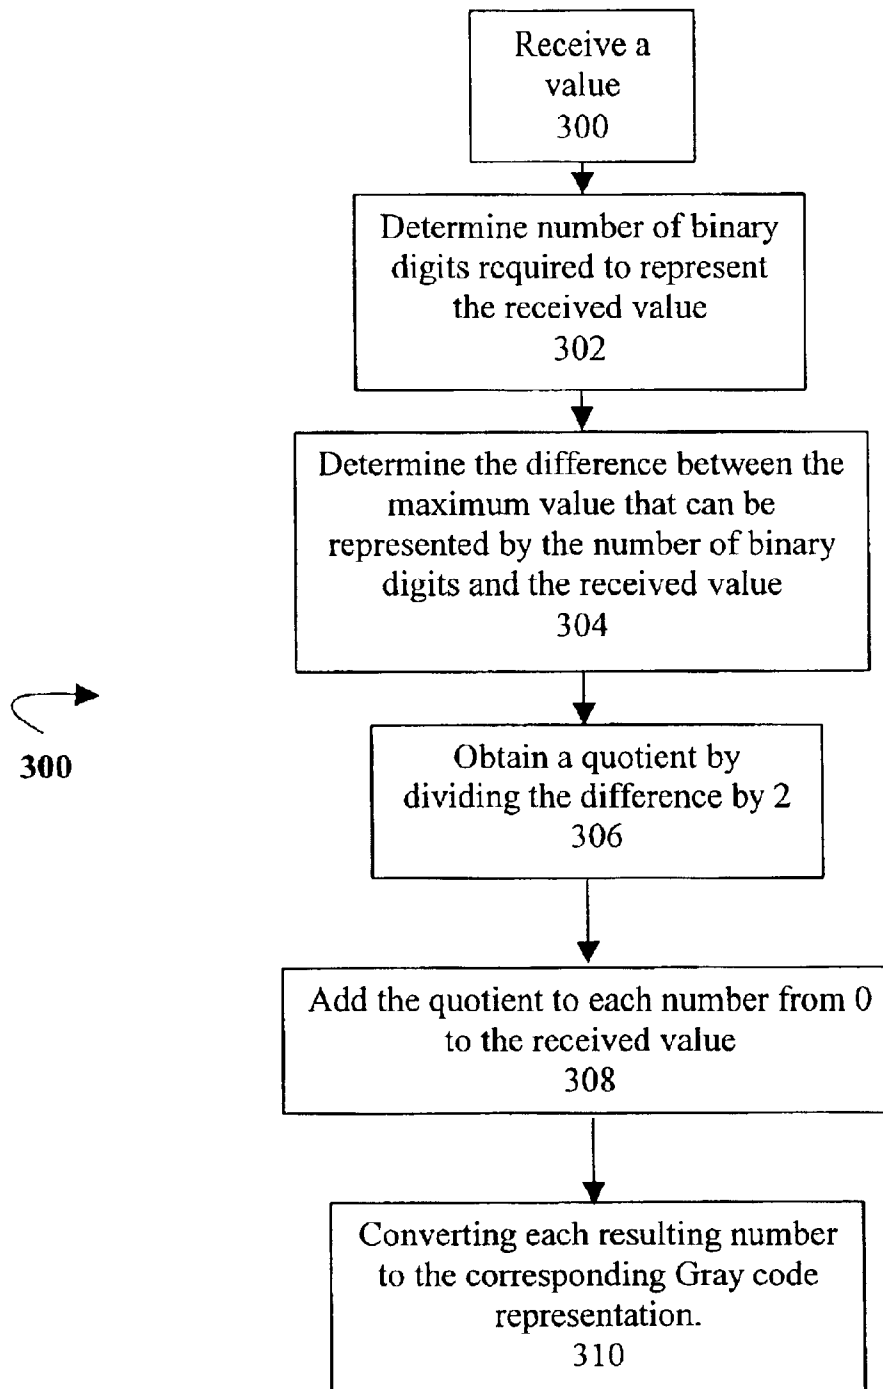 Receive a
value
300
Determine number of binary
digits required to represent
the received value
302
Determine the difference between the
maximum value that can be
represented by the number of binary
digits and the received value
304
300
Obtain a quotient by
dividing the difference by 2
306
Add the quotient to each number from 0
to the received value
308
Converting each resulting number
to the corresponding Gray code
representation.
310